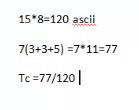 15*8=120 ascii
7(3+3+5) =7*11=77
Tc =77/120